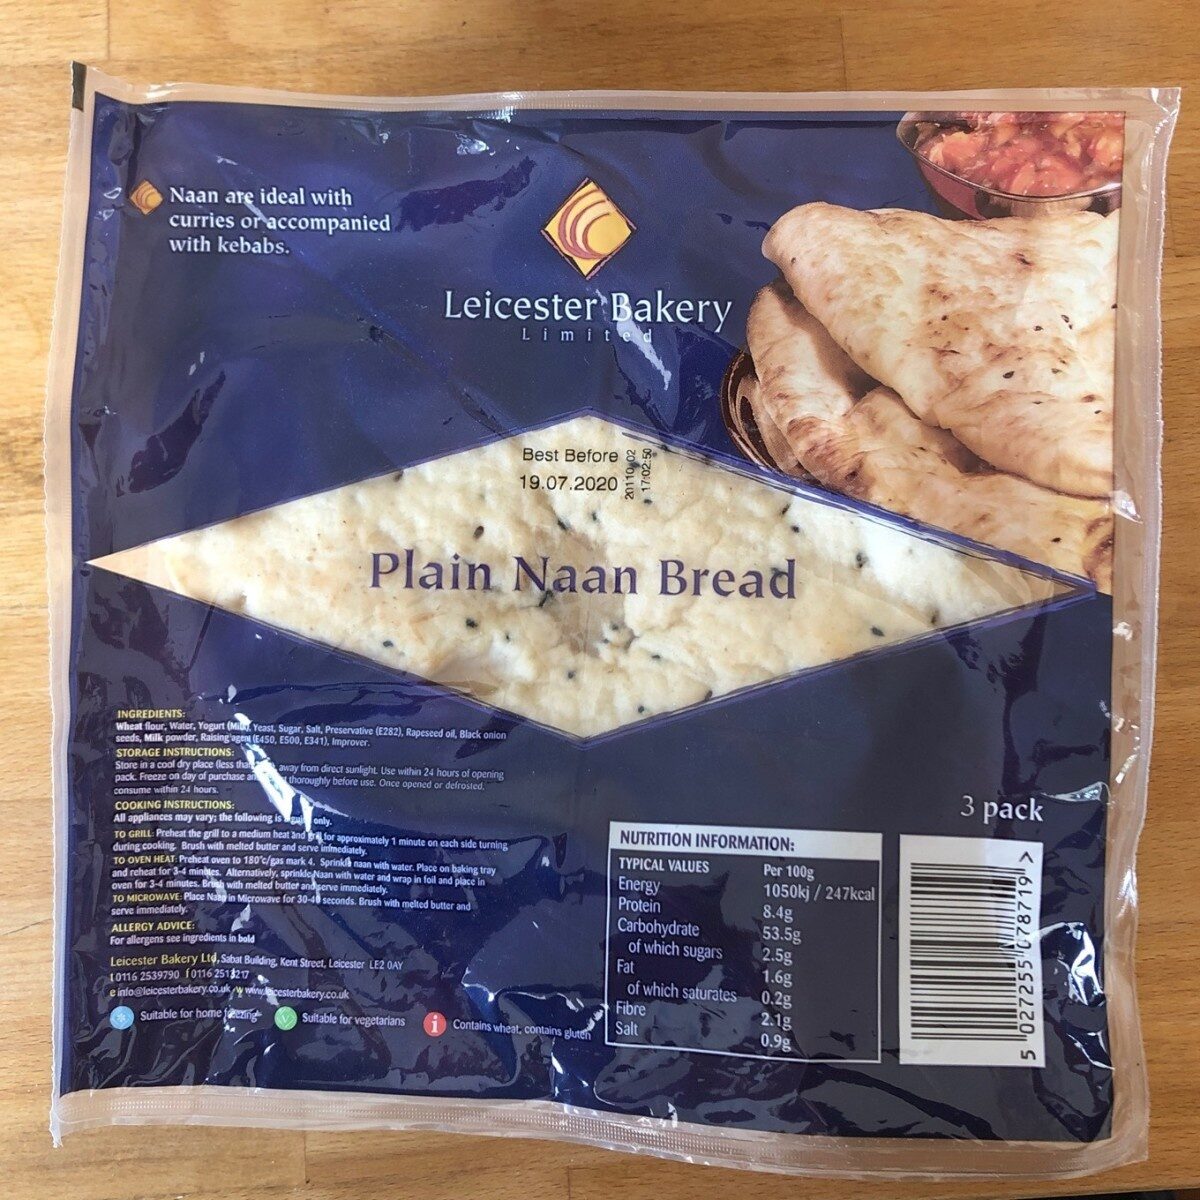 Naan are ideal with
curries or accompanied
with kebabs.
Leicester Bakery
Limited
Best Before
19.07.2020
20110 02
17:02:50
Plain Naan Bread
INGREDIENTS:
Wheat flour, Water, Yogurt (Milk), Yeast, Sugar, Salt, Preservative (E282), Rapeseed oil, Black onion
seeds, Milk powder, Raising agent (E450, E500, E341), Improver.
STORAGE INSTRUCTIONS:
Store in a cool dry place (less than away from direct sunlight. Use within 24 hours of opening
pack. Freeze on day of purchase thoroughly before use. Once opened or defrosted,
consume within 24 hours.
COOKING INSTRUCTIONS:
All appliances may vary; the following is a guide only.
TO GRILL: Preheat the grill to a medium heat and grill for approximately 1 minute on each side turning
during cooking. Brush with melted butter and serve immediately.
TO OVEN HEAT: Preheat oven to 180°c/gas mark 4. Sprinkle naan with water. Place on baking tray
and reheat for 3-4 minutes. Alternatively, sprinkle Naan with water and wrap in foil and place in
oven for 3-4 minutes. Brush with melted butter and serve immediately.
TO MICROWAVE: Place Naan in Microwave for 30-40 seconds. Brush with melted butter and
serve immediately.
ALLERGY ADVICE:
For allergens see ingredients in bold
Leicester Bakery Ltd, Sabat Building, Kent Street, Leicester LE2 0AY
t 0116 2539790 f 0116 2513217
e info@leicesterbakery.co.uk w www.leicesterbakery.co.uk
Suitable for home freezing
V Suitable for vegetarians
i Contains wheat, contains gluten
3 pack
NUTRITION INFORMATION:
TYPICAL VALUES Per 100g
Energy 1050kj / 247kcal
Protein 8.4g
Carbohydrate 53.5g
of which sugars 2.5g
Fat 1.6g
of which saturates 0.2g
Fibre 2.1g
Salt 0.9g
5 027255 078719 >